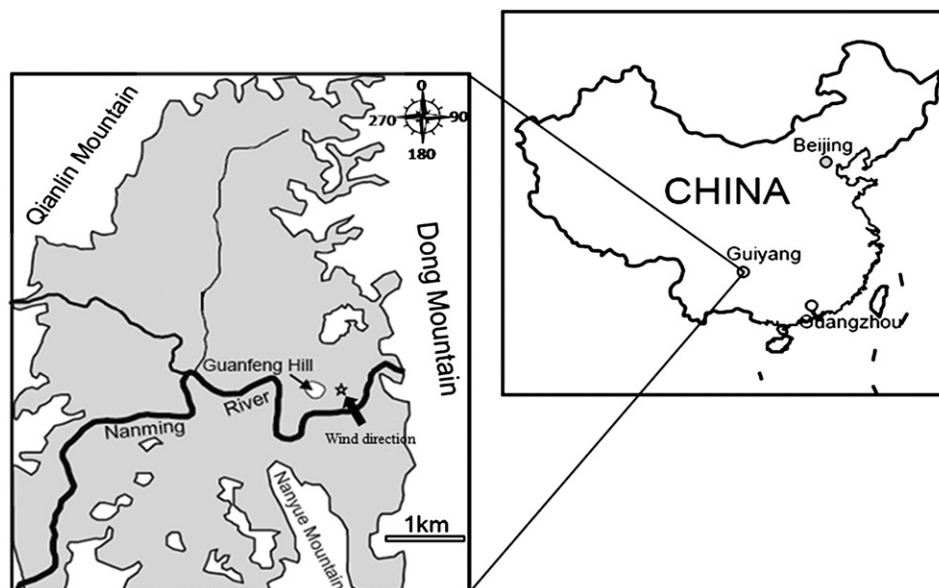 0
270
90
180
Qianlin Mountain
Dong Mountain
Guanfeng Hill
River
Nanming
Wind direction
Nanyue Mountain
1km
Beijing
CHINA
Guiyang
Guangzhou